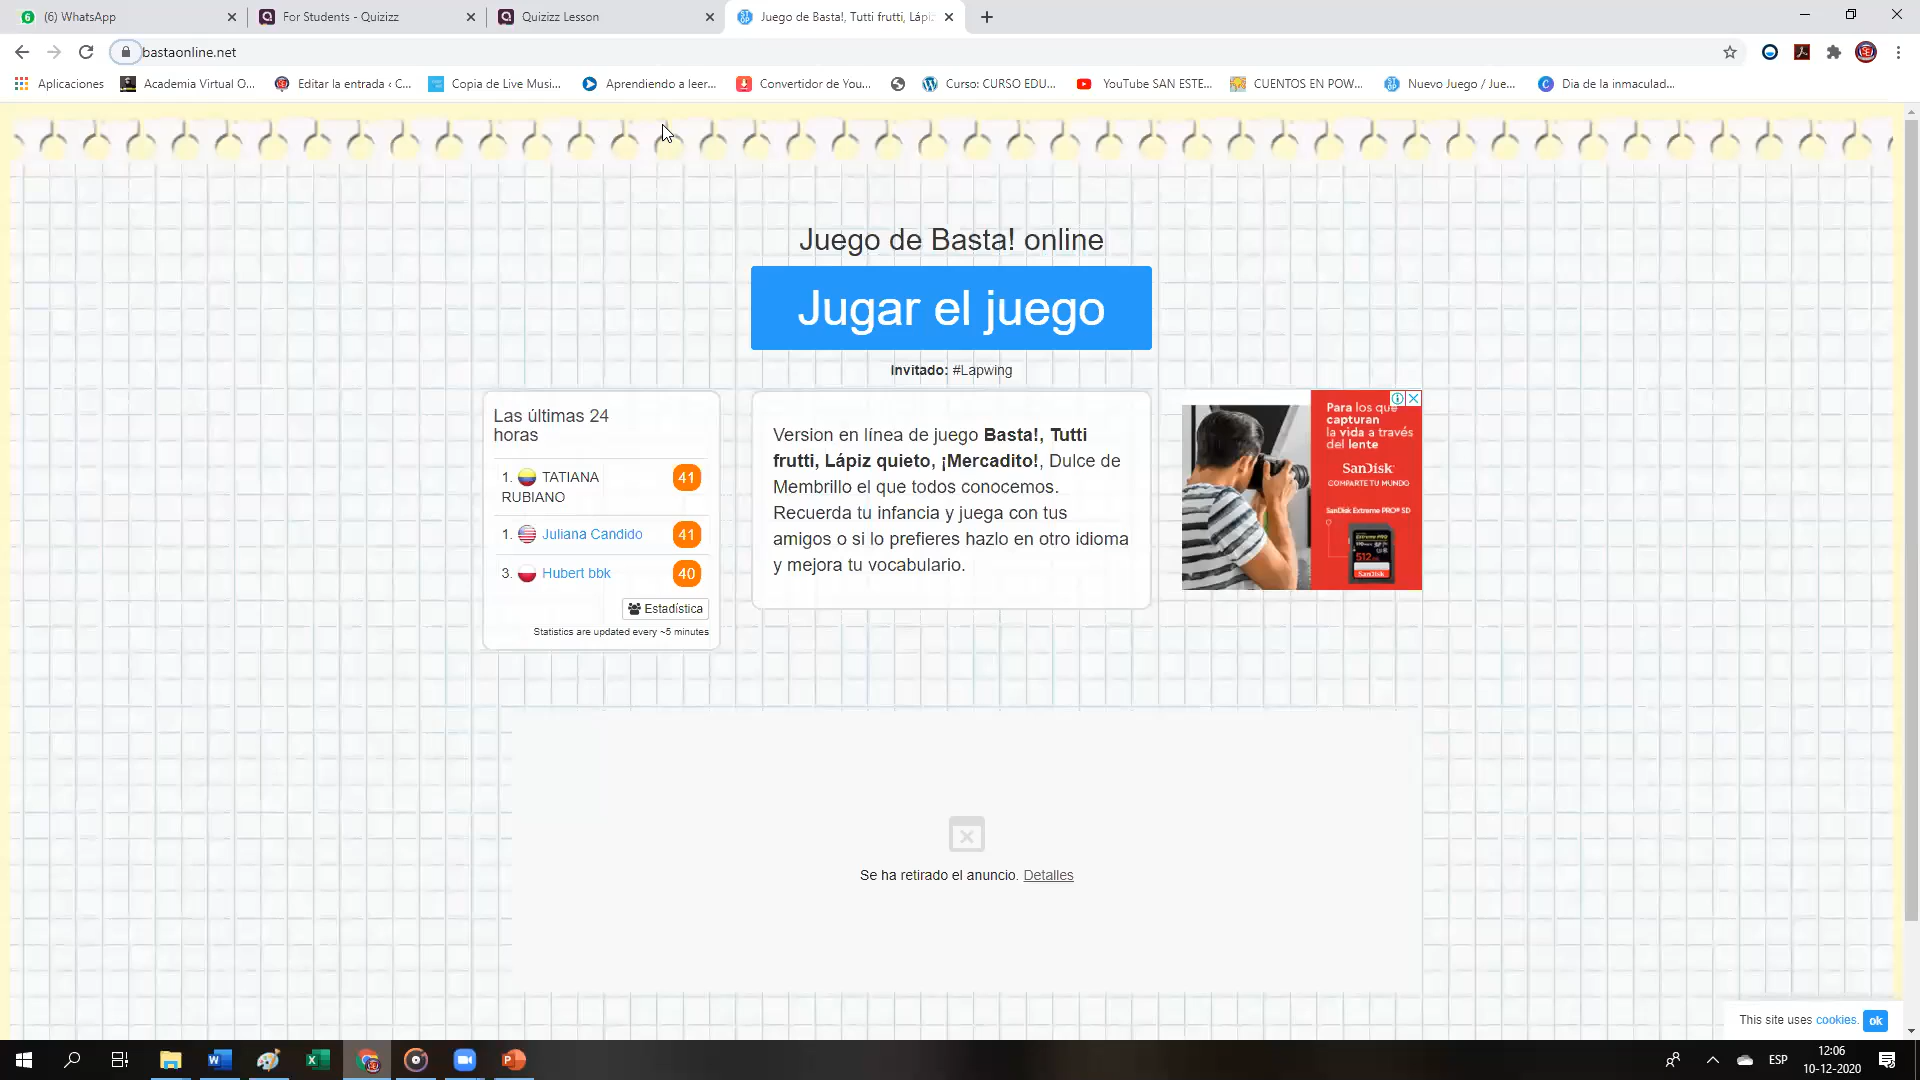 (6) WhatsApp
For Students - Quizizz
Quizizz Lesson
Juego de Basta!, Tutti frutti, Lápiz
bastaonline.net
Aplicaciones
Academia Virtual O...
Editar la entrada ‹ C...
Copia de Live Musi...
Aprendiendo a leer...
Convertidor de You...
Curso: CURSO EDU...
YouTube SAN ESTE...
CUENTOS EN POW...
Nuevo Juego / Jue...
Dia de la inmaculad...
Juego de Basta! online
Jugar el juego
Invitado: #Lapwing
Las últimas 24
horas
1. TATIANA
RUBIANO
41
1. Juliana Candido 41
3. Hubert bbk 40
Estadística
Statistics are updated every ~5 minutes
Version en línea de juego Basta!, Tutti
frutti, Lápiz quieto, ¡Mercadito!, Dulce de
Membrillo el que todos conocemos.
Recuerda tu infancia y juega con tus
amigos o si lo prefieres hazlo en otro idioma
y mejora tu vocabulario.
Para los que
capturan
la vida a través
del lente
SanDisk
COMPARTE TU MUNDO
SanDisk Extreme PRO® SD
Extreme PRO
512
SanDisk
Se ha retirado el anuncio. Detalles
This site uses cookies. ok
ESP
12:06
10-12-2020